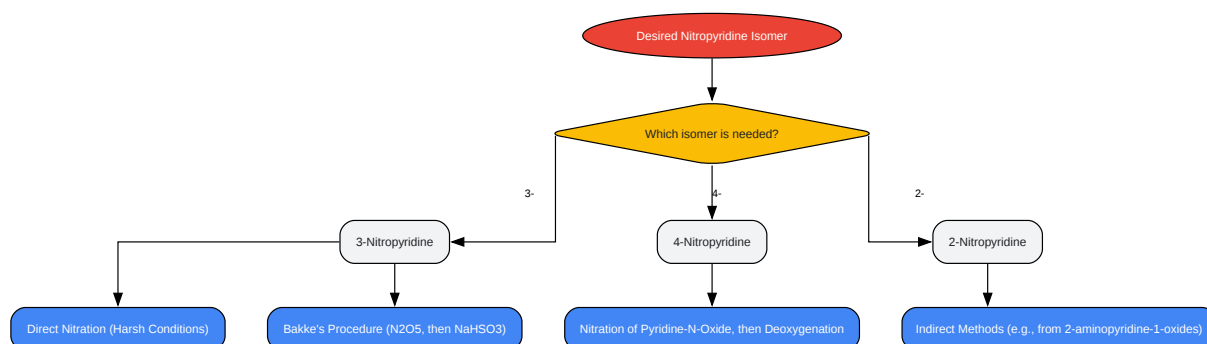 Desired Nitropyridine Isomer
Which isomer is needed?
3-
4-
2-
3-Nitropyridine
4-Nitropyridine
2-Nitropyridine
Direct Nitration (Harsh Conditions)
Bakke's Procedure (N2O5, then NaHSO3)
Nitration of Pyridine-N-Oxide, then Deoxygenation
Indirect Methods (e.g., from 2-aminopyridine-1-oxides)